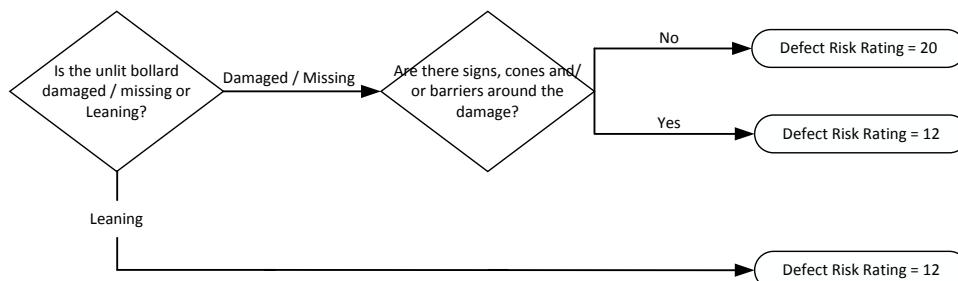 Is the unlit bollard
damaged / missing or
Leaning?
Damaged / Missing
Are there signs, cones and/
or barriers around the
damage?
No
Defect Risk Rating = 20
Yes
Defect Risk Rating = 12
Leaning
Defect Risk Rating = 12